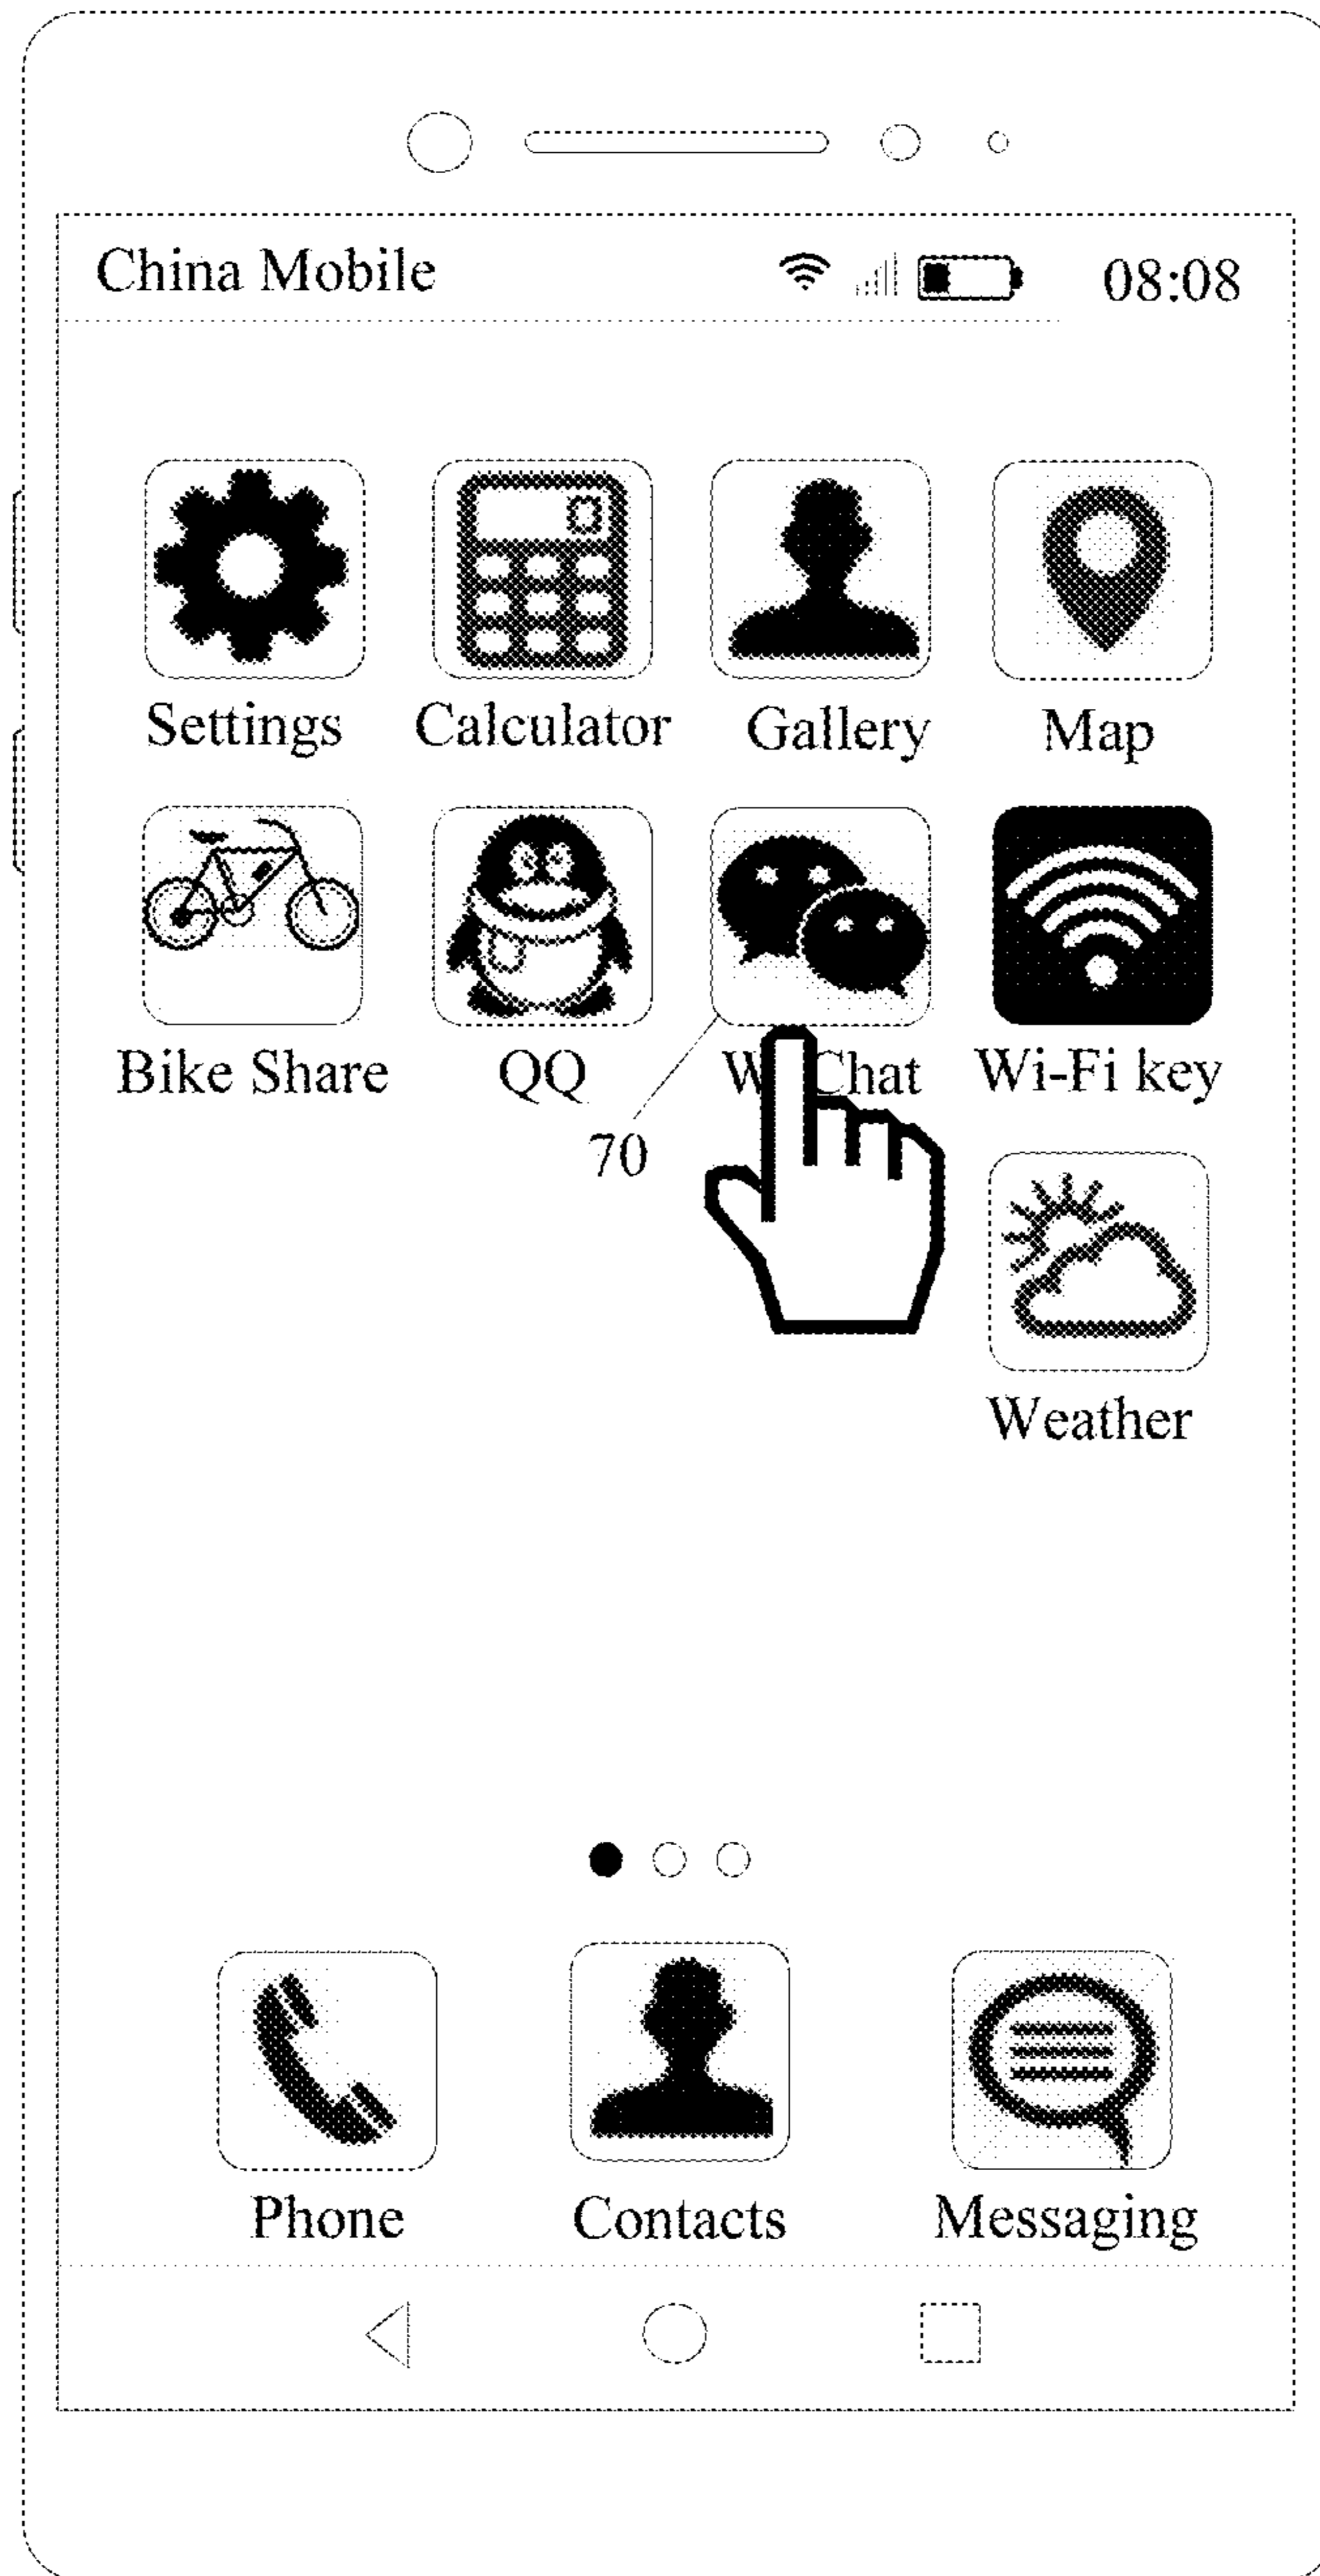 China Mobile 08:08
Settings Calculator Gallery Map
Bike Share QQ W Chat Wi-Fi key
70
Weather
Phone Contacts Messaging